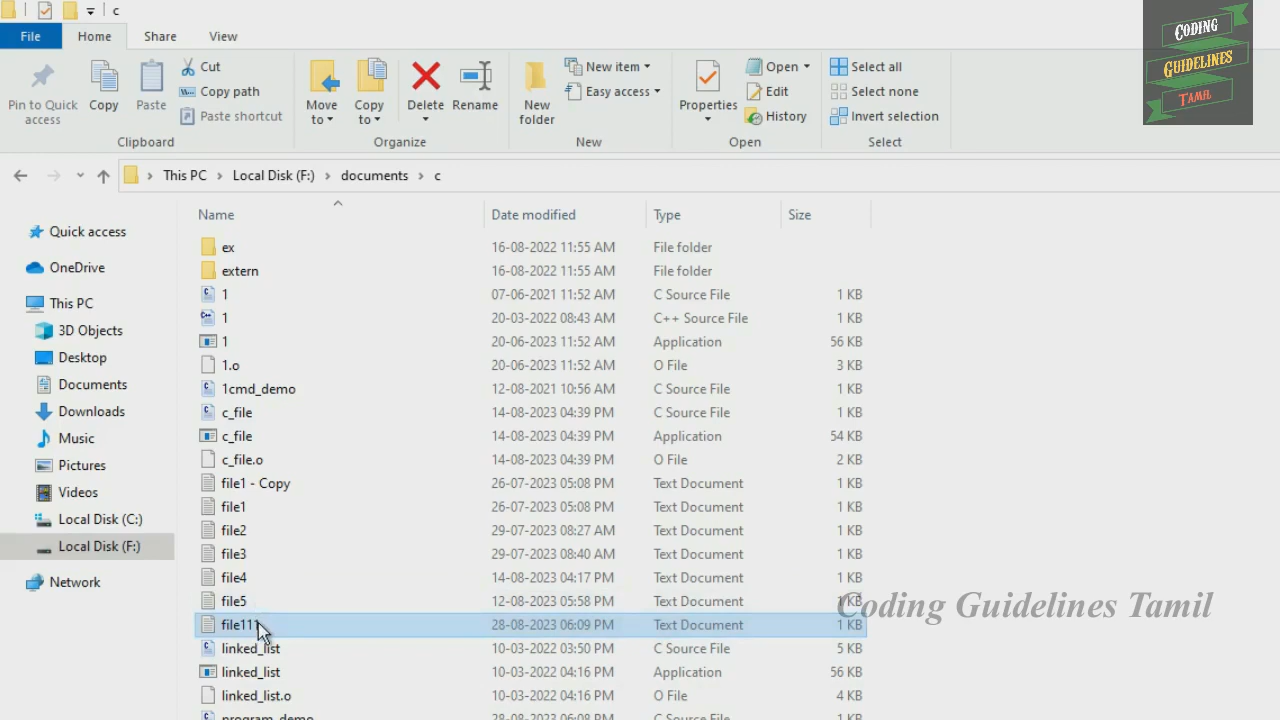 c
File Home Share View
Pin to Quick access
Copy
Paste
Cut
Copy path
Paste shortcut
Clipboard
Move to
Copy to
Delete
Rename
Organize
New folder
New item
Easy access
New
Properties
Open
Edit
History
Open
Select all
Select none
Invert selection
Select
CODING
GUIDELINES
TAMIL
This PC > Local Disk (F:) > documents > c
Quick access
OneDrive
This PC
3D Objects
Desktop
Documents
Downloads
Music
Pictures
Videos
Local Disk (C:)
Local Disk (F:)
Network
Name Date modified Type Size
ex 16-08-2022 11:55 AM File folder
extern 16-08-2022 11:55 AM File folder
1 07-06-2021 11:52 AM C Source File 1 KB
1 20-03-2022 08:43 AM C++ Source File 1 KB
1 20-06-2023 11:52 AM Application 56 KB
1.o 20-06-2023 11:52 AM O File 3 KB
1cmd_demo 12-08-2021 10:56 AM C Source File 1 KB
c_file 14-08-2023 04:39 PM C Source File 1 KB
c_file 14-08-2023 04:39 PM Application 54 KB
c_file.o 14-08-2023 04:39 PM O File 2 KB
file1 - Copy 26-07-2023 05:08 PM Text Document 1 KB
file1 26-07-2023 05:08 PM Text Document 1 KB
file2 29-07-2023 08:27 AM Text Document 1 KB
file3 29-07-2023 08:40 AM Text Document 1 KB
file4 14-08-2023 04:17 PM Text Document 1 KB
file5 12-08-2023 05:58 PM Text Document 1 KB
file111 28-08-2023 06:09 PM Text Document 1 KB
linked_list 10-03-2022 03:50 PM C Source File 5 KB
linked_list 10-03-2022 04:16 PM Application 56 KB
linked_list.o 10-03-2022 04:16 PM O File 4 KB
program_demo 28-08-2023 06:08 PM C Source File 1 KB
Coding Guidelines Tamil